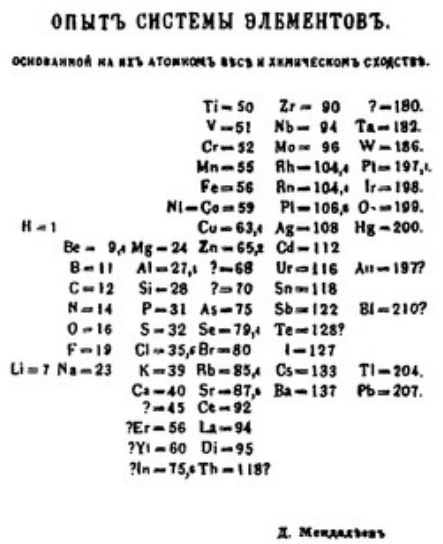 ОПЫТЪ СИСТЕМЫ ЭЛЕМЕНТОВЪ.
ОСНОВАННОЙ НА ИХЪ АТОМНОМЪ ВѢСѢ И ХИМИЧЕСКОМЪ СХОДСТВѢ.
Ti = 50 Zr = 90 ? = 180.
V = 51 Nb = 94 Ta = 182.
Cr = 52 Mo = 96 W = 186.
Mn = 55 Rh = 104,4 Pt = 197,1.
Fe = 56 Rn = 104,4 Ir = 198.
Ni = Co = 59 Pl = 106,6 O = 199.
H = 1 Cu = 63,4 Ag = 108 Hg = 200.
Be = 9,4 Mg = 24 Zn = 65,2 Cd = 112
B = 11 Al = 27,1 ? = 68 Ur = 116 Au = 197?
C = 12 Si = 28 ? = 70 Sn = 118
N = 14 P = 31 As = 75 Sb = 122 Bi = 210?
O = 16 S = 32 Se = 79,4 Te = 128?
F = 19 Cl = 35,5 Br = 80 I = 127
Li = 7 Na = 23 K = 39 Rb = 85,4 Cs = 133 Tl = 204.
Ca = 40 Sr = 87,6 Ba = 137 Pb = 207.
? = 45 Ce = 92
?Er = 56 La = 94
?Yt = 60 Di = 95
?In = 75,6 Th = 118?
Д. Менделѣевъ